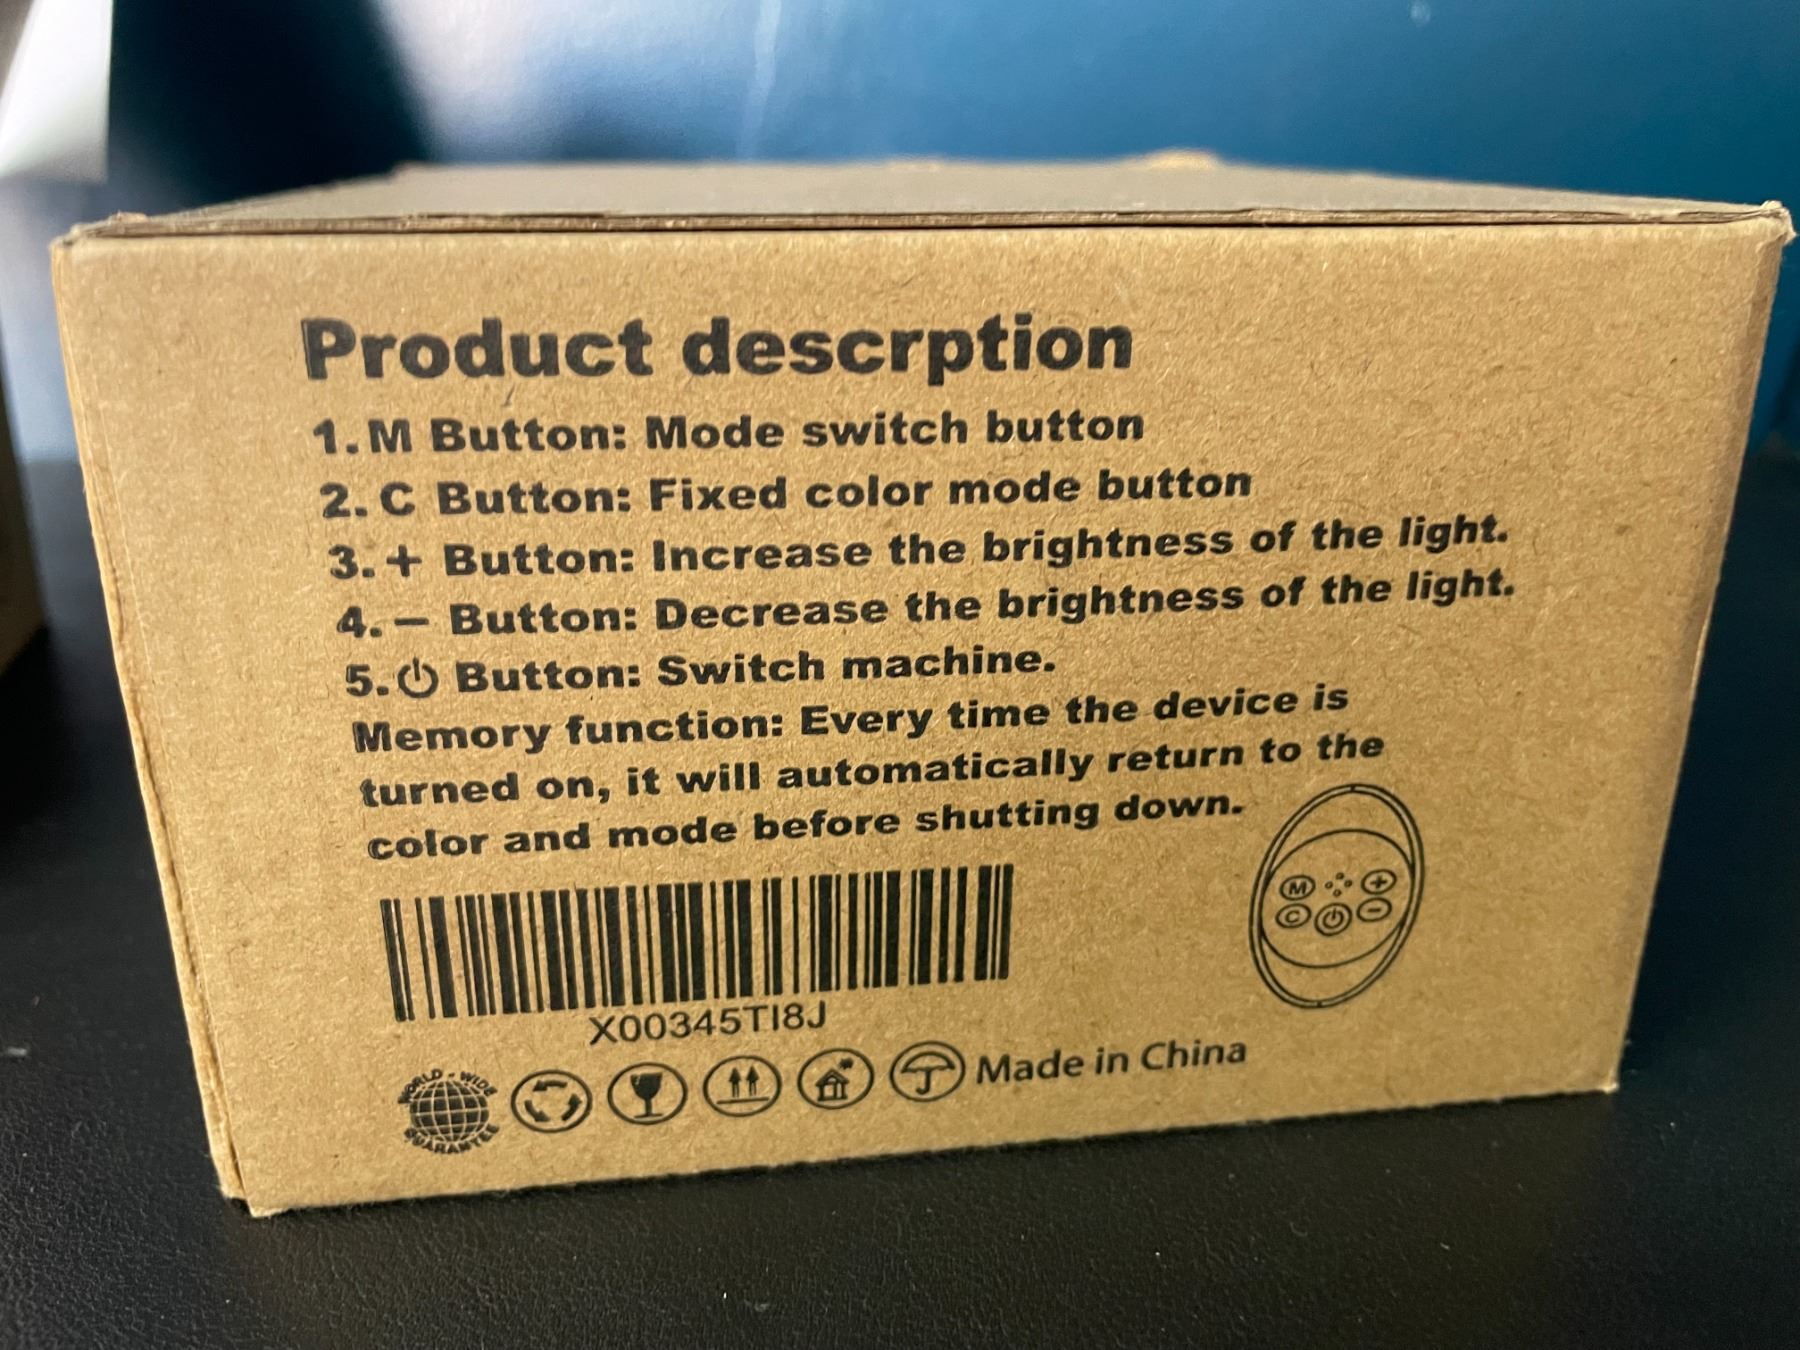 Product descrption
1. M Button: Mode switch button
2. C Button: Fixed color mode button
3. + Button: Increase the brightness of the light.
4. — Button: Decrease the brightness of the light.
5. ⏻ Button: Switch machine.
Memory function: Every time the device is
turned on, it will automatically return to the
color and mode before shutting down.
M +
C ⏻ −
X00345TI8J
WORLD-WIDE
GUARANTEE
Made in China